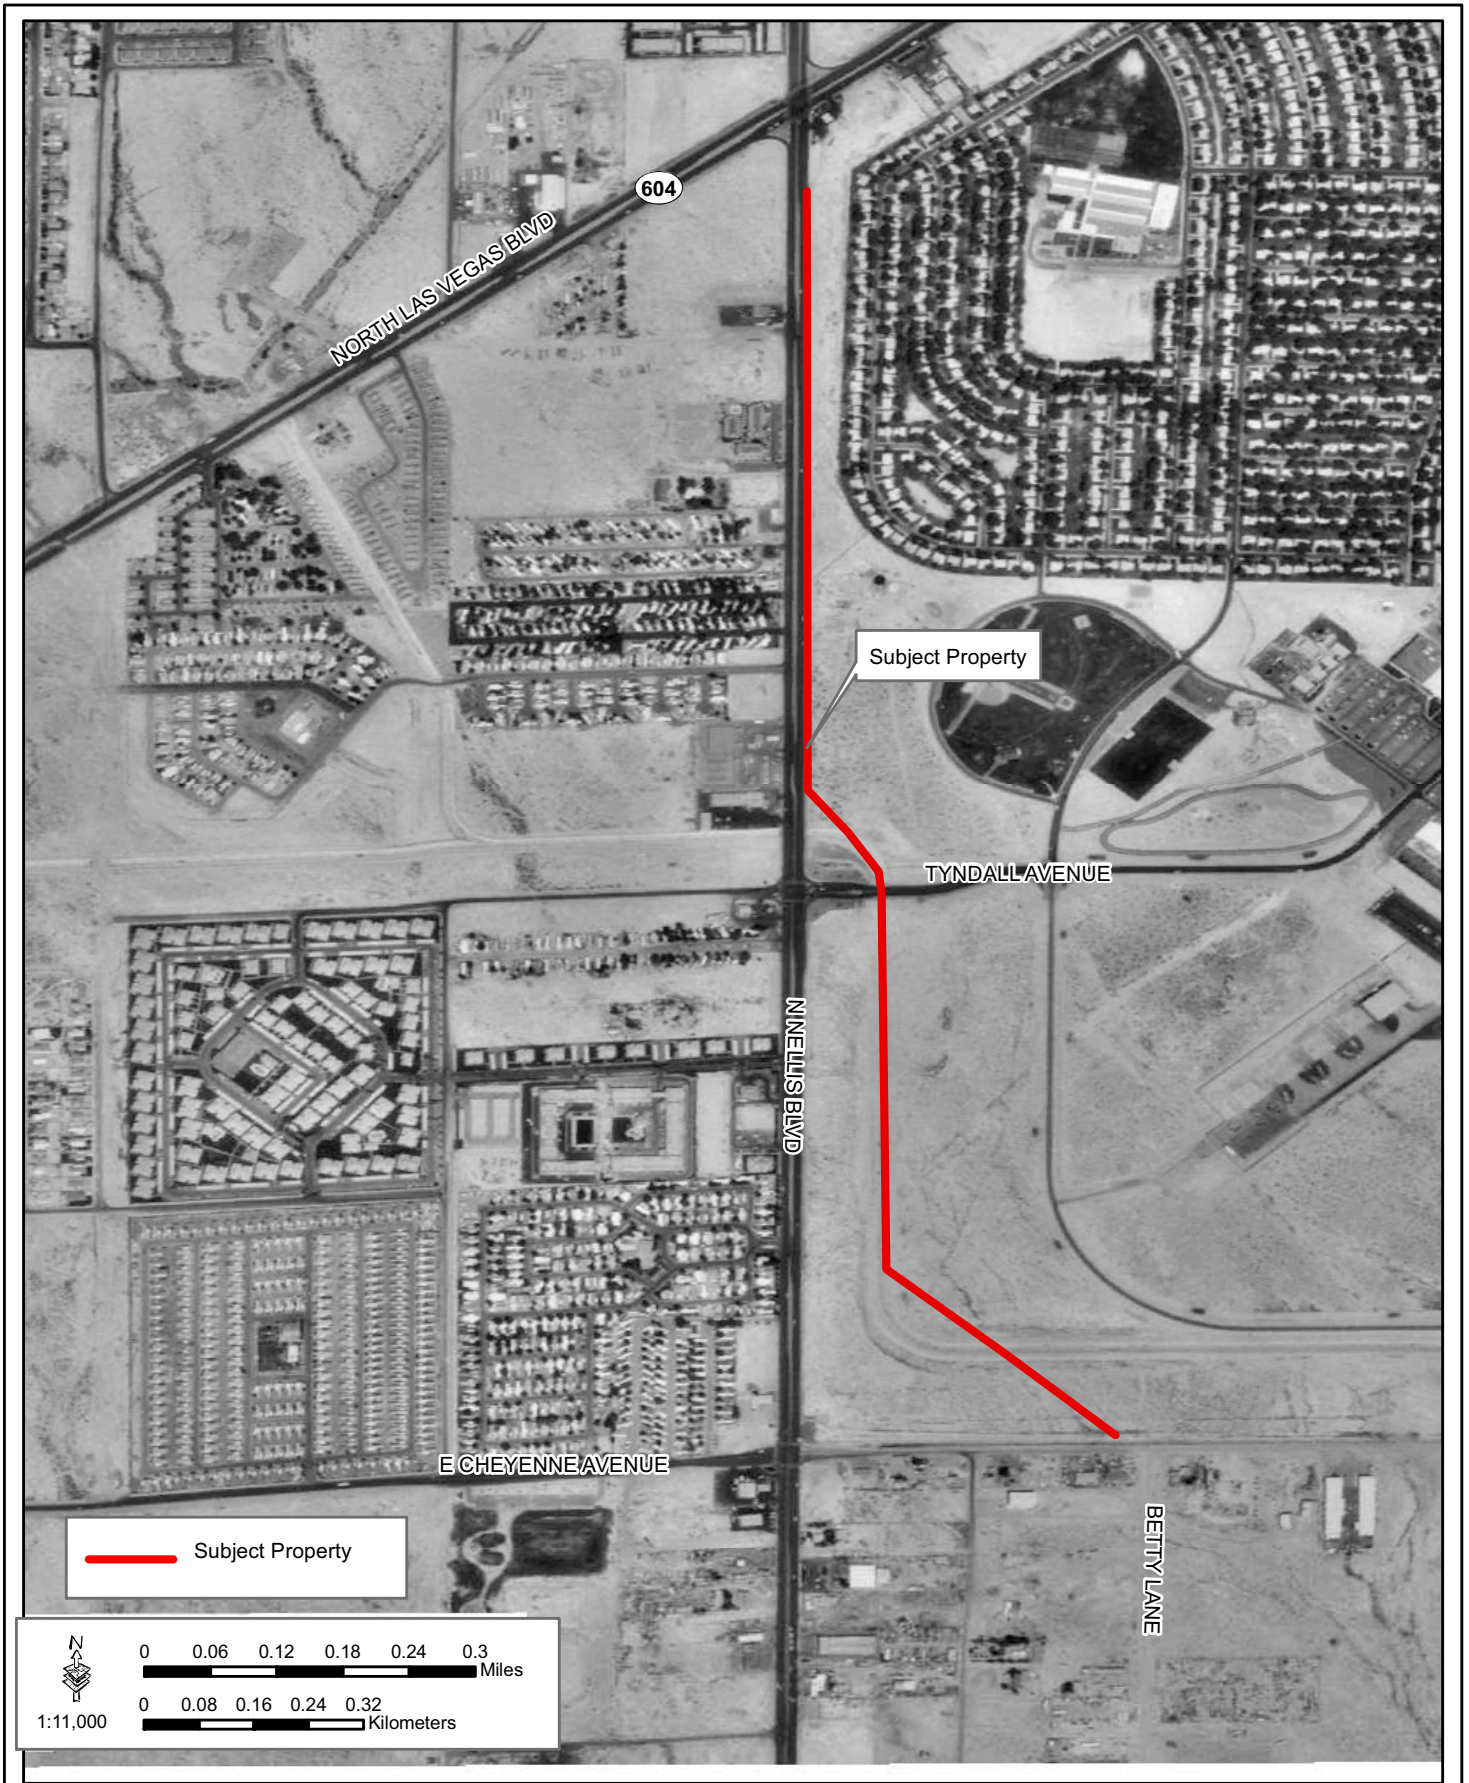 604
NORTH LAS VEGAS BLVD
Subject Property
TYNDALL AVENUE
N NELLIS BLVD
E CHEYENNE AVENUE
BETTY LANE
Subject Property
N
1:11,000
0 0.06 0.12 0.18 0.24 0.3
Miles
0 0.08 0.16 0.24 0.32
Kilometers